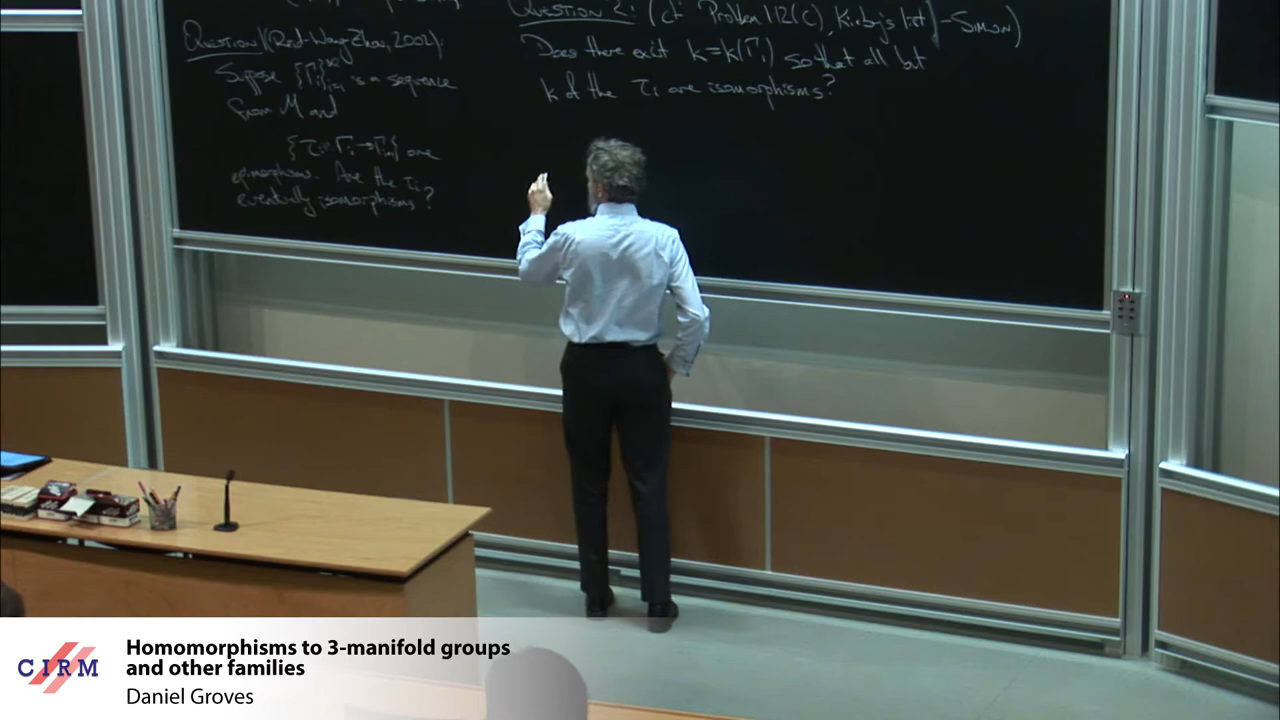 Question 1 (Reid-Wang-Zhou, 2002):
Suppose {Γi} is a sequence
from M and
{τi: Γi → Γi+1} are
epimorphisms. Are the τi
eventually isomorphisms?
Question 2: (cf. Problem 1.12(C), Kirby's list) - Simon)
Does there exist k=k(Γ1) so that all but
k of the τi are isomorphisms?
CIRM
Homomorphisms to 3-manifold groups
and other families
Daniel Groves